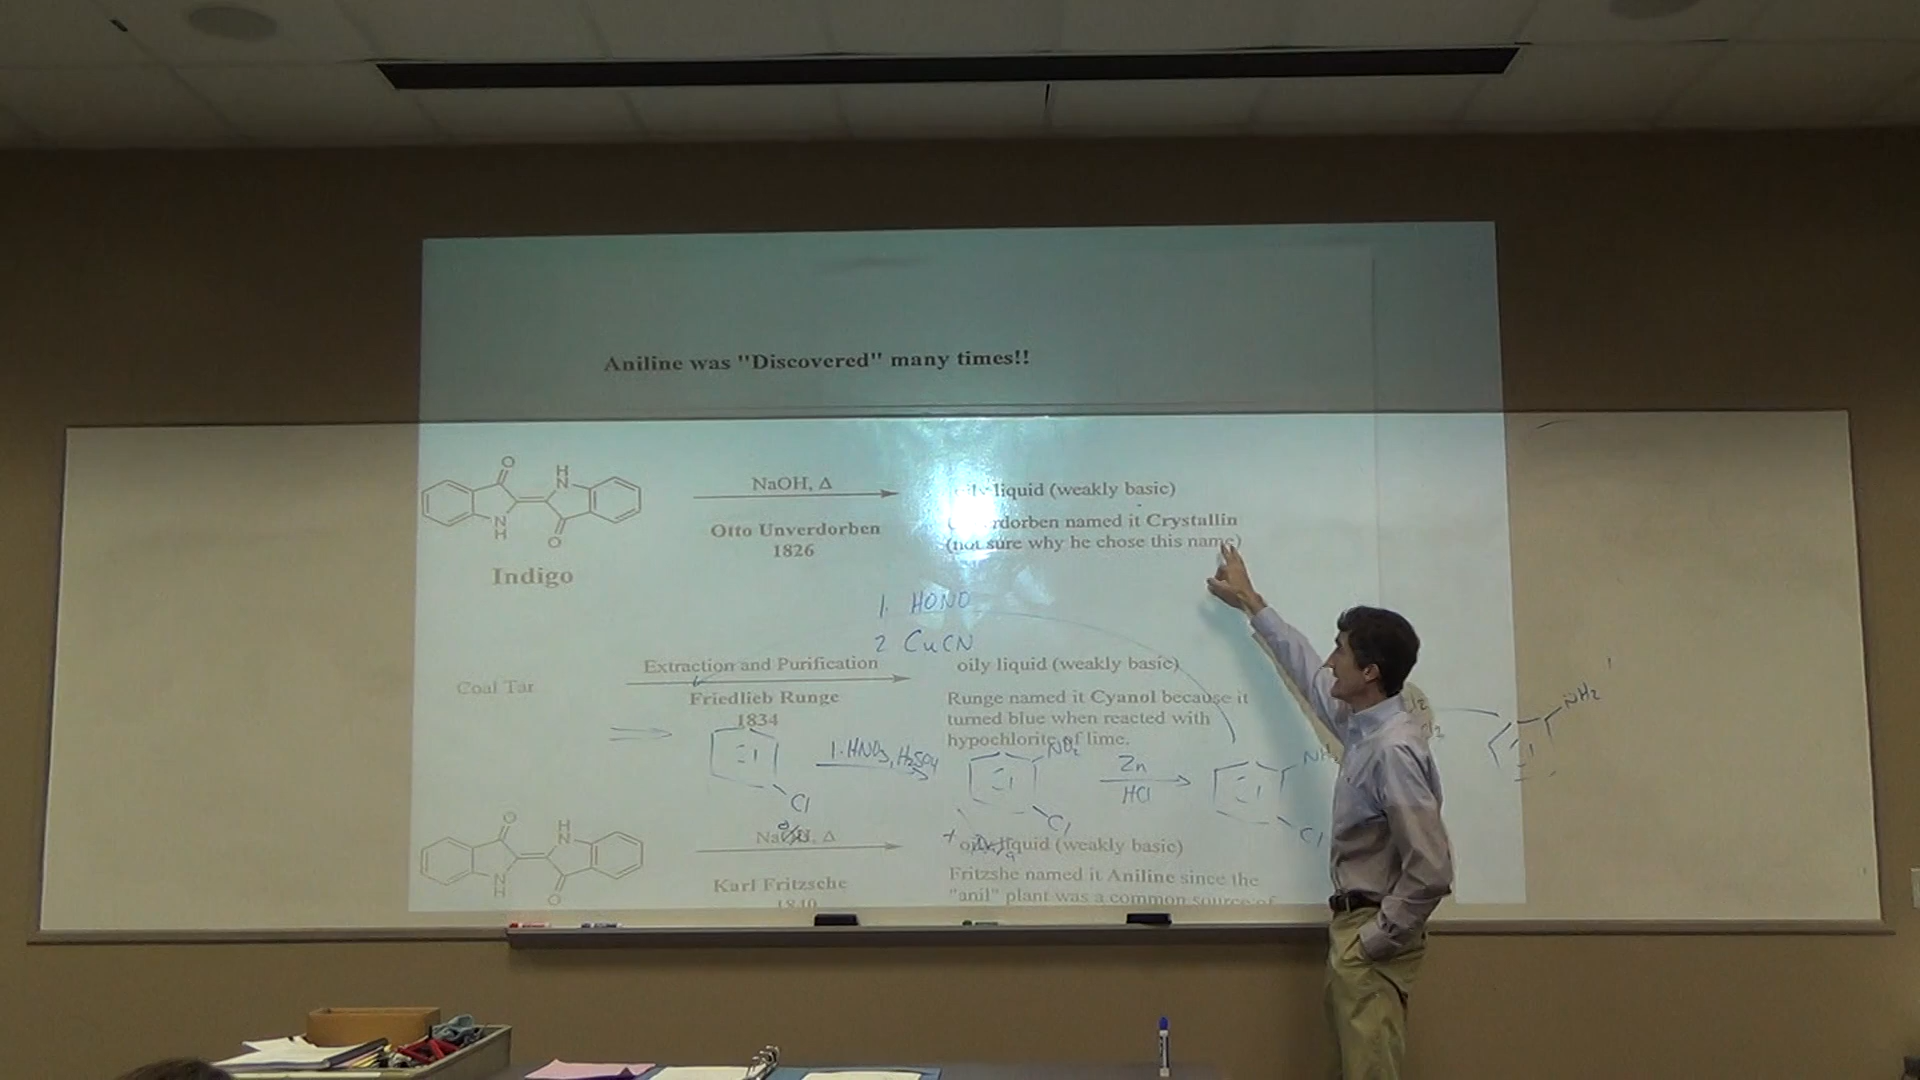 Aniline was "Discovered" many times!!
O
H
N
N
H
O
Indigo
NaOH, Δ
Otto Unverdorben
1826
liquid (weakly basic)
named it Crystallin
(not sure why he chose this name)
1. HONO
2 CuCN
Coal Tar
Extraction and Purification
Friedlieb Runge
1834
oily liquid (weakly basic)
Runge named it Cyanol because it
turned blue when reacted with
hypochlorite of lime.
Cl
1. HNO3, H2SO4
NO2
Cl
Zn
HCl
Cl
NH2
O
H
N
N
H
O
Δ
Karl Fritzsche
1840
+
liquid (weakly basic)
Fritzshe named it Aniline since the
"anil" plant was a common source of